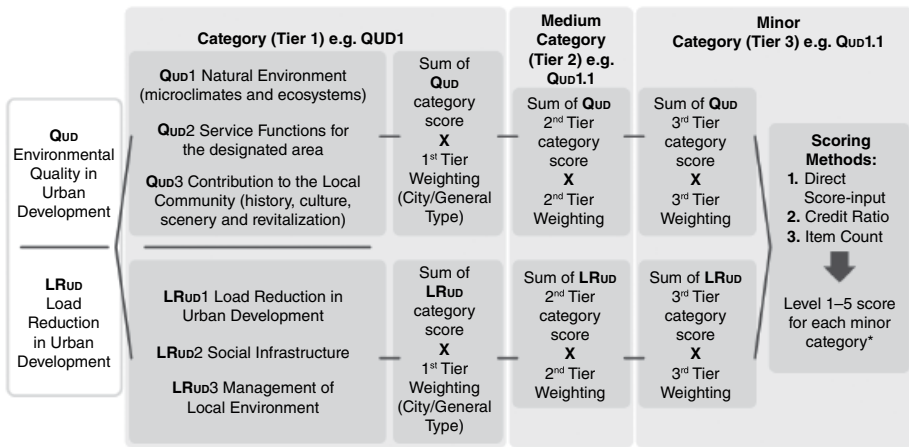 Category (Tier 1) e.g. QUD1
Medium
Category
(Tier 2) e.g.
QUD1.1
Minor
Category (Tier 3) e.g. QUD1.1
QUD
Environmental
Quality in
Urban
Development
LRUD
Load
Reduction
in Urban
Development
QUD1 Natural Environment
(microclimates and ecosystems)
QUD2 Service Functions for
the designated area
QUD3 Contribution to the Local
Community (history, culture,
scenery and revitalization)
Sum of
QUD
category
score
X
1st Tier
Weighting
(City/General
Type)
Sum of QUD
2nd Tier
category
score
X
2nd Tier
Weighting
Sum of QUD
3rd Tier
category
score
X
3rd Tier
Weighting
LRUD1 Load Reduction in
Urban Development
LRUD2 Social Infrastructure
LRUD3 Management of
Local Environment
Sum of
LRUD
category
score
X
1st Tier
Weighting
(City/General
Type)
Sum of LRUD
2nd Tier
category
score
X
2nd Tier
Weighting
Sum of LRUD
3rd Tier
category
score
X
3rd Tier
Weighting
Scoring
Methods:
1. Direct
Score-input
2. Credit Ratio
3. Item Count
Level 1–5 score
for each minor
category*